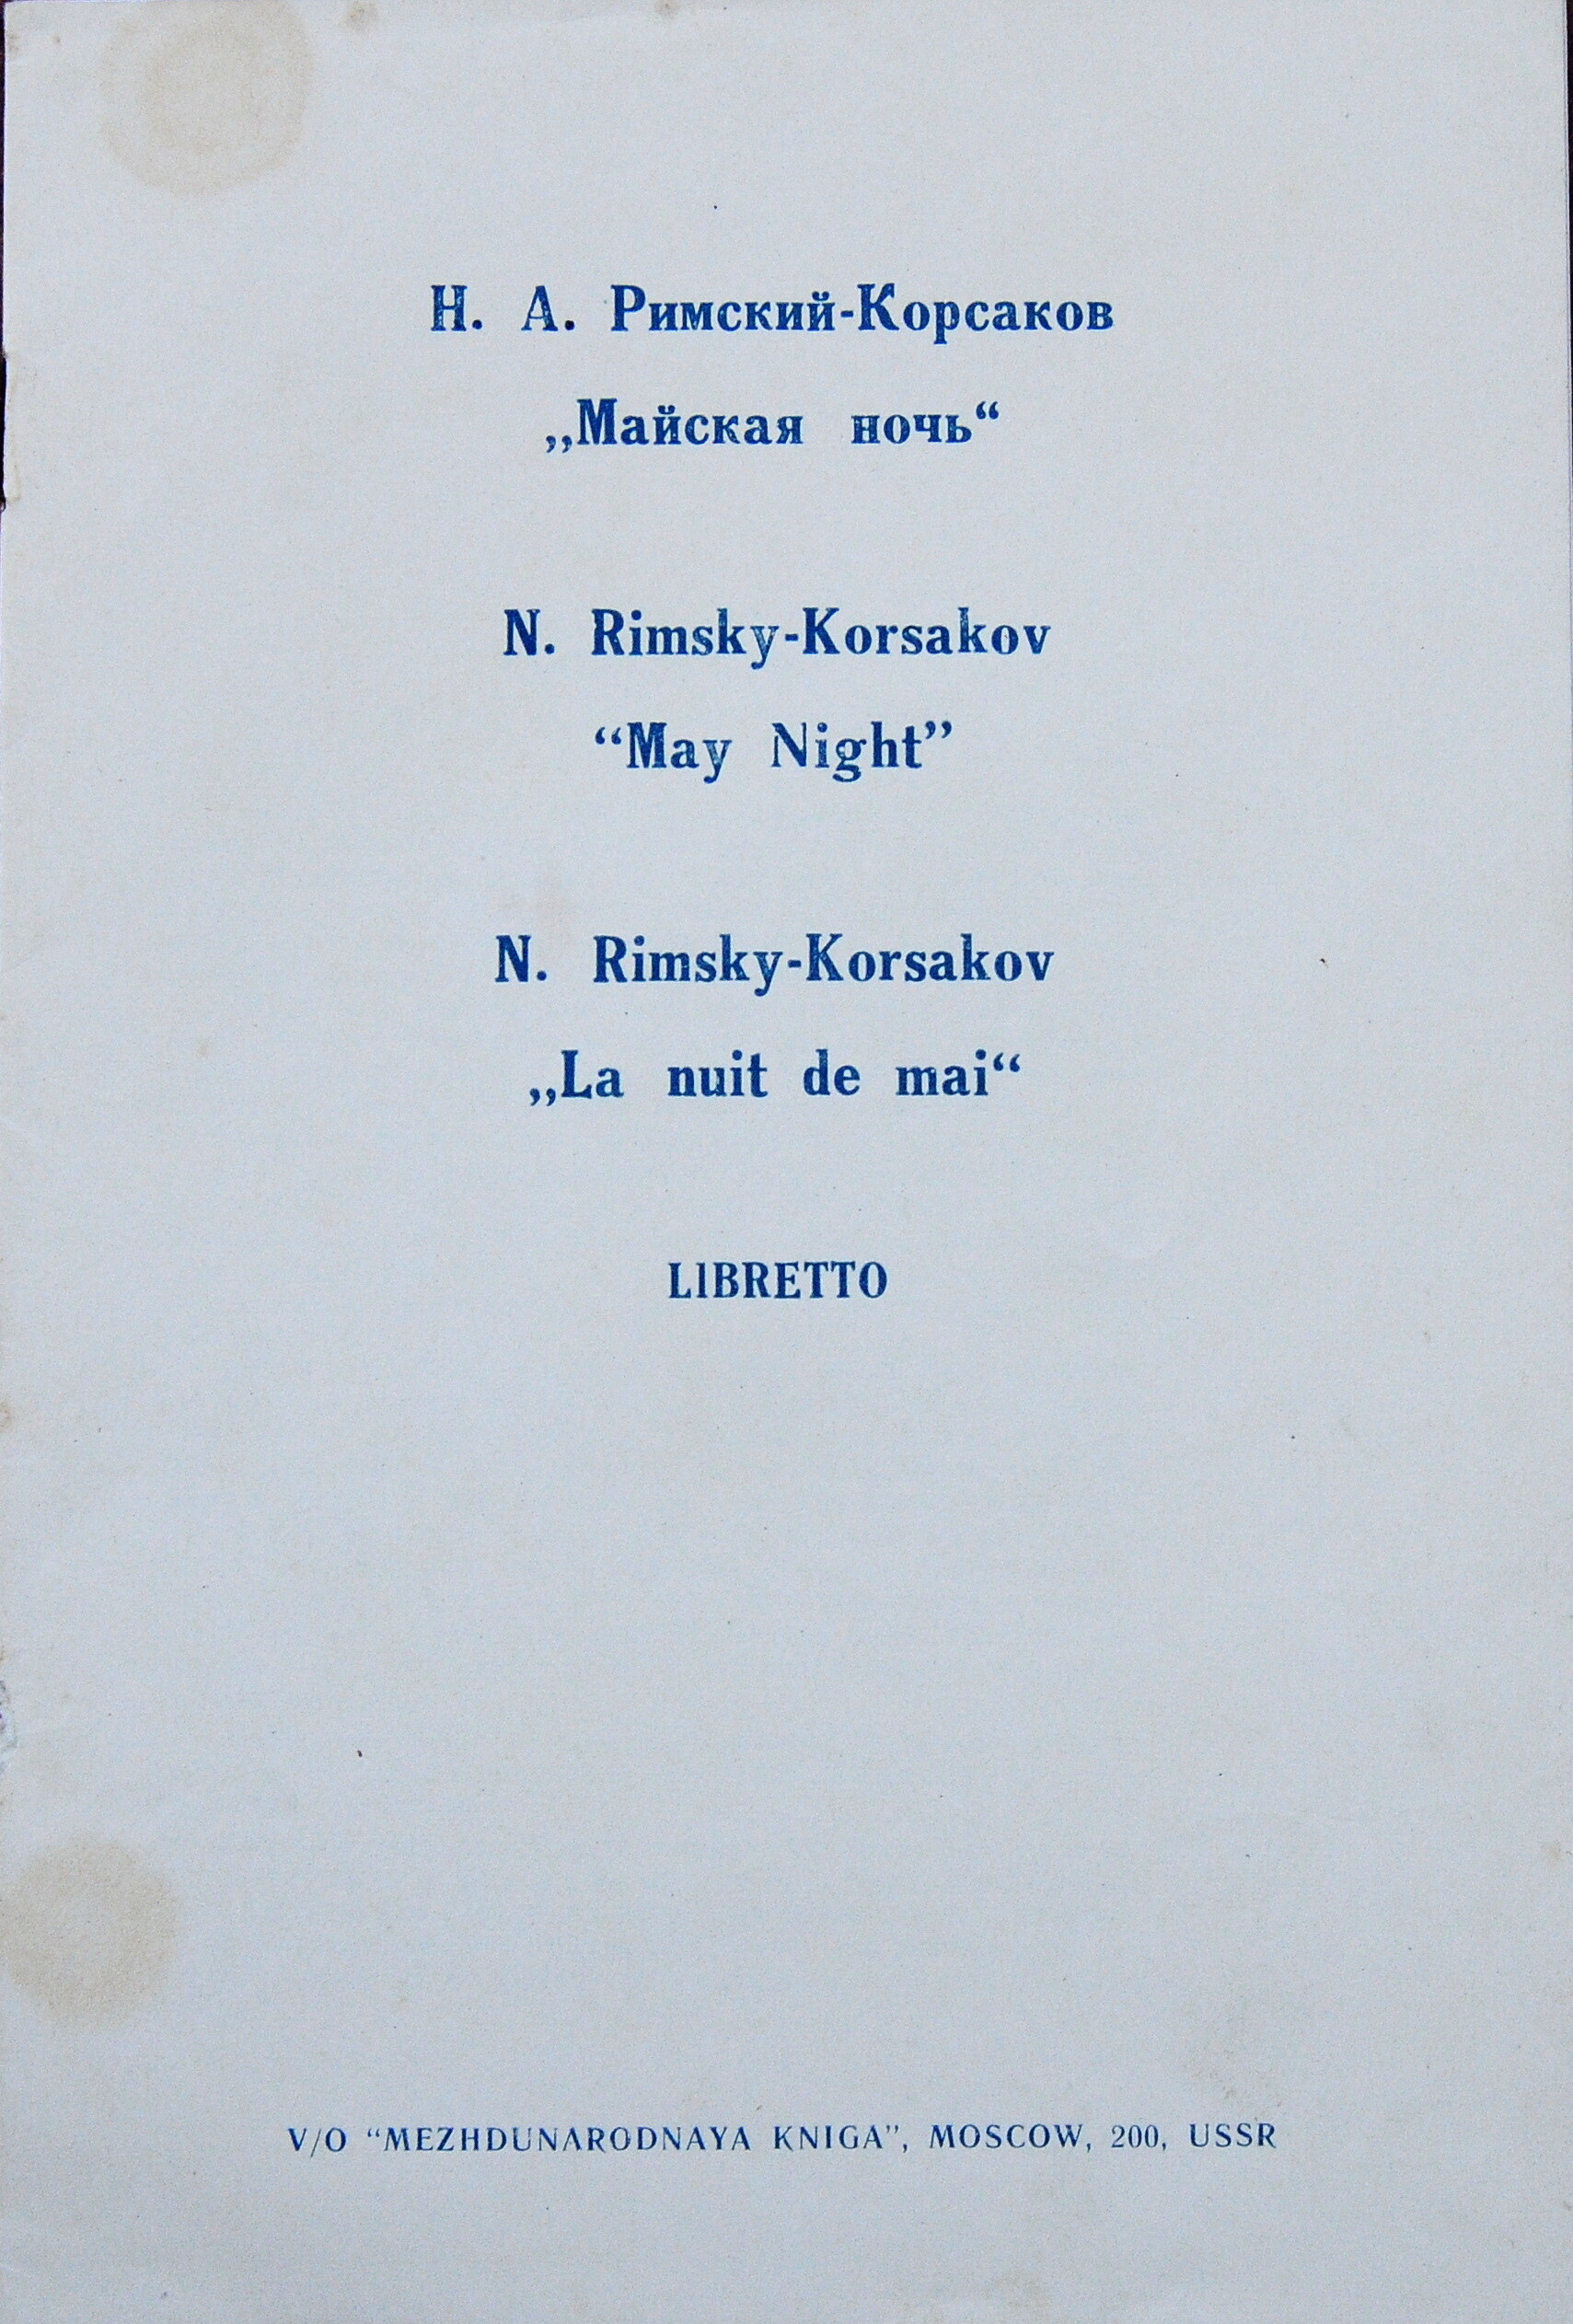 Н. А. Римский-Корсаков
„Майская ночь“
N. Rimsky-Korsakov
“May Night”
N. Rimsky-Korsakov
„La nuit de mai“
LIBRETTO
V/O “MEZHDUNARODNAYA KNIGA”, MOSCOW, 200, USSR